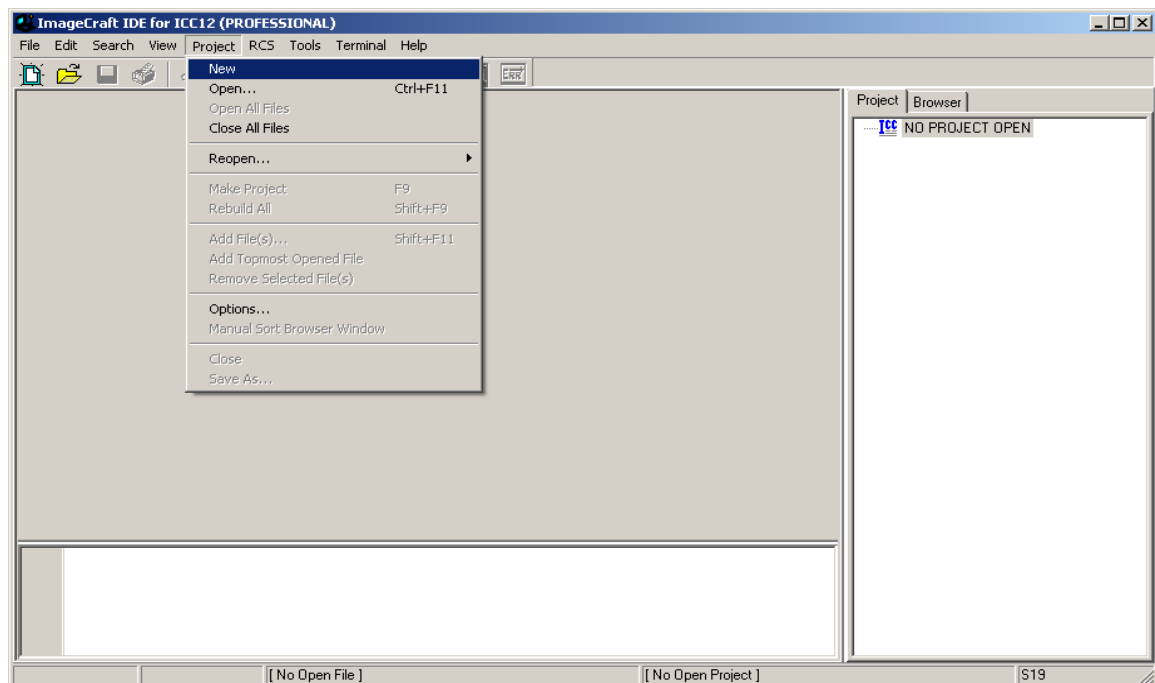 ImageCraft IDE for ICC12 (PROFESSIONAL)
File Edit Search View Project RCS Tools Terminal Help
ERR
New
Open... Ctrl+F11
Open All Files
Close All Files
Reopen...
Make Project F9
Rebuild All Shift+F9
Add File(s)... Shift+F11
Add Topmost Opened File
Remove Selected File(s)
Options...
Manual Sort Browser Window
Close
Save As...
Project Browser
ICC NO PROJECT OPEN
[ No Open File ] [ No Open Project ] S19